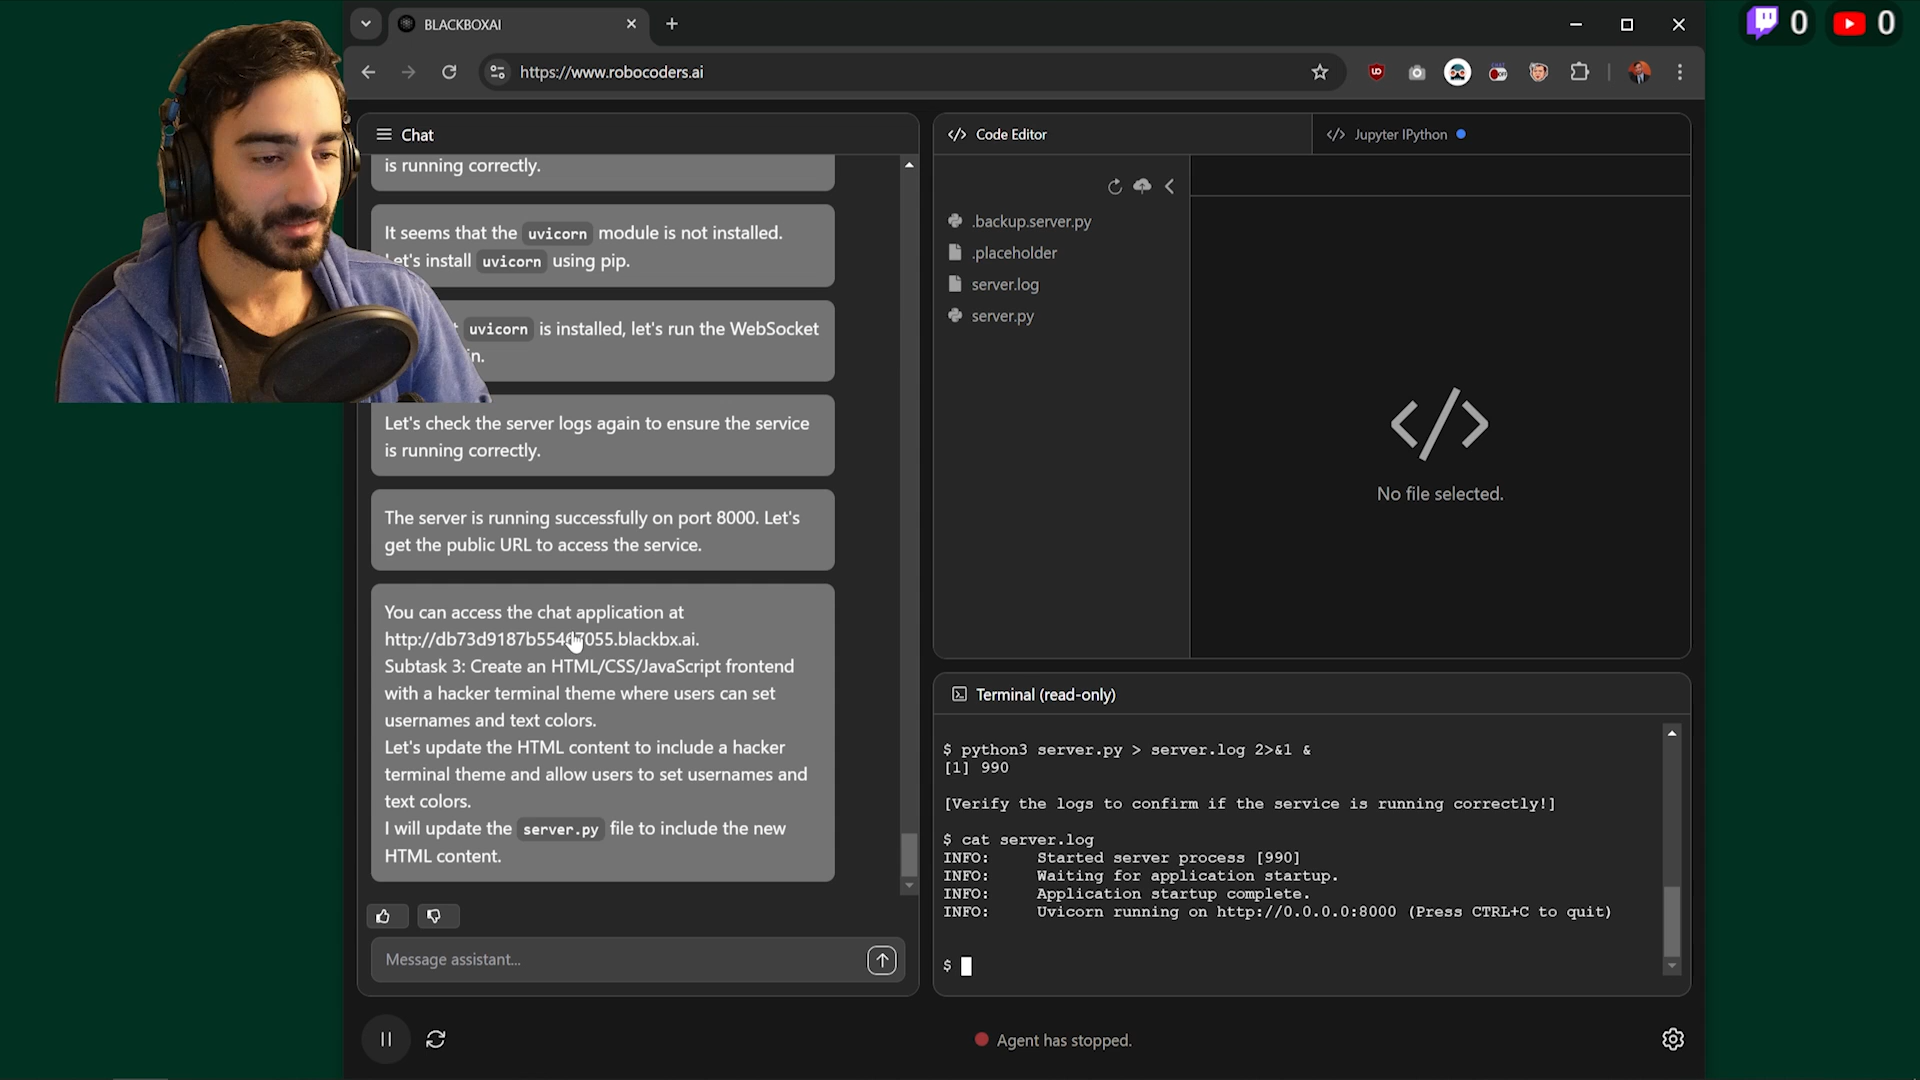 BLACKBOXAI
0
0
https://www.robocoders.ai
Chat
is running correctly.
It seems that the uvicorn module is not installed.
et's install uvicorn using pip.
uvicorn is installed, let's run the WebSocket
in.
Let's check the server logs again to ensure the service
is running correctly.
The server is running successfully on port 8000. Let's
get the public URL to access the service.
You can access the chat application at
.blackbx.ai.
Subtask 3: Create an HTML/CSS/JavaScript frontend
with a hacker terminal theme where users can set
usernames and text colors.
Let's update the HTML content to include a hacker
terminal theme and allow users to set usernames and
text colors.
I will update the server.py file to include the new
HTML content.
Message assistant...
Code Editor
Jupyter IPython
.backup.server.py
.placeholder
server.log
server.py
No file selected.
Terminal (read-only)
$ python3 server.py > server.log 2>&1 &
[1] 990
[Verify the logs to confirm if the service is running correctly!]
$ cat server.log
INFO: Started server process [990]
INFO: Waiting for application startup.
INFO: Application startup complete.
INFO: Uvicorn running on http://0.0.0.0:8000 (Press CTRL+C to quit)
$
Agent has stopped.